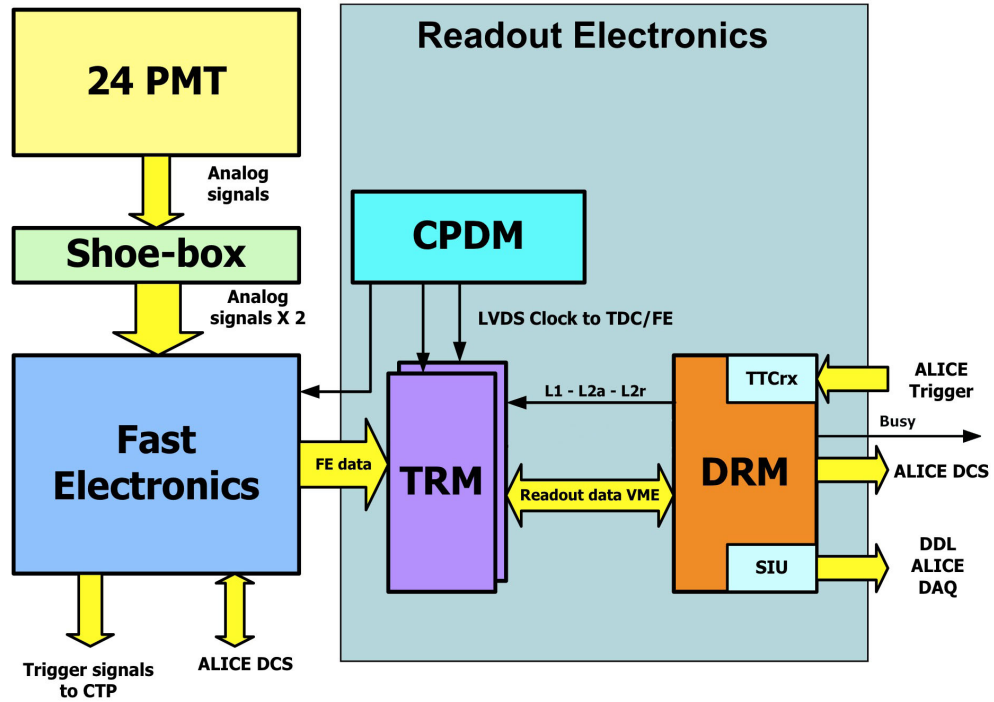 Readout Electronics
24 PMT
Analog
signals
Shoe-box
CPDM
Analog
signals X 2
LVDS Clock to TDC/FE
Fast
Electronics
FE data
TRM
L1 - L2a - L2r
Readout data VME
DRM
TTCrx
SIU
ALICE
Trigger
Busy
ALICE DCS
DDL
ALICE
DAQ
Trigger signals
to CTP
ALICE DCS